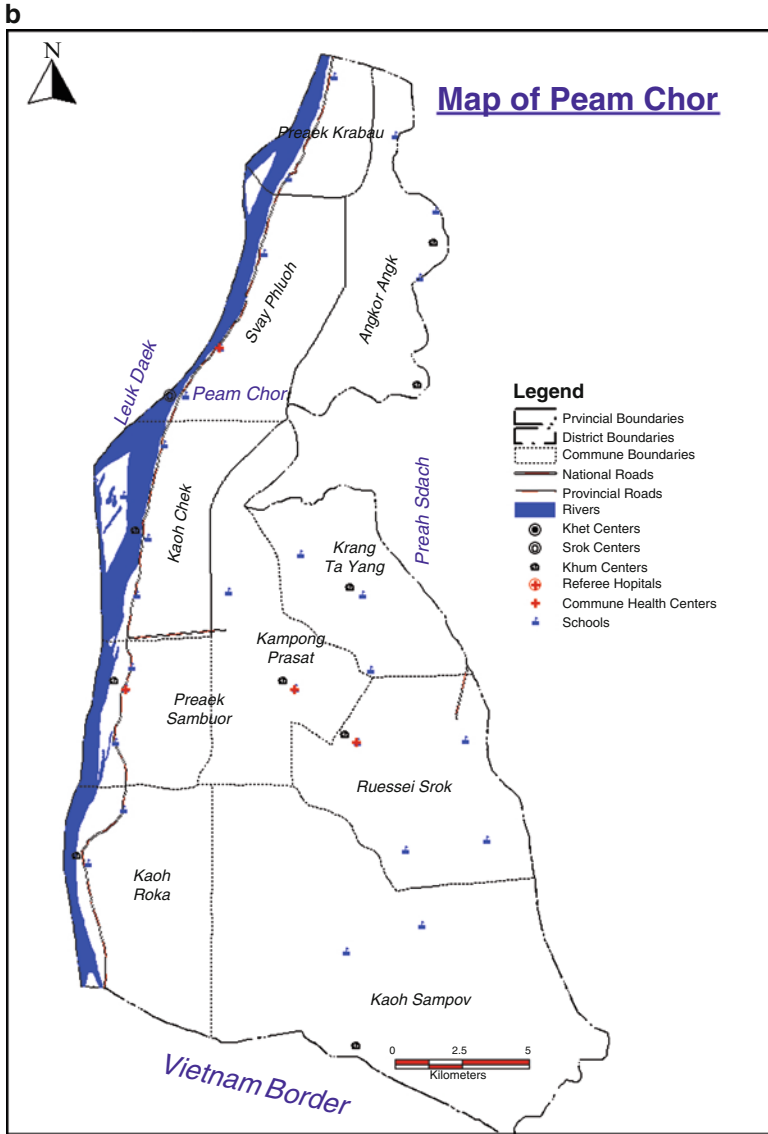 b
N
Map of Peam Chor
Preaek Krabau
Angkor Angk
Svay Phluoh
Leuk Daek
Peam Chor
Kaoh Chek
Preah Sdach
Krang
Ta Yang
Kampong
Prasat
Preaek
Sambuor
Ruessei Srok
Kaoh
Roka
Kaoh Sampov
Vietnam Border
Legend
Prvincial Boundaries
District Boundaries
Commune Boundaries
National Roads
Provincial Roads
Rivers
Khet Centers
Srok Centers
Khum Centers
Referee Hopitals
Commune Health Centers
Schools
0 2.5 5
Kilometers